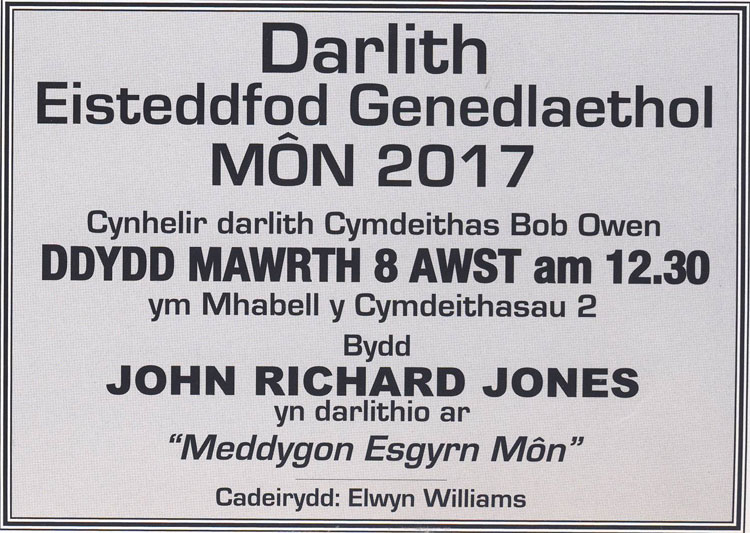 Darlith
Eisteddfod Genedlaethol
MÔN 2017
Cynhelir darlith Cymdeithas Bob Owen
DDYDD MAWRTH 8 AWST am 12.30
ym Mhabell y Cymdeithasau 2
Bydd
JOHN RICHARD JONES
yn darlithio ar
“Meddygon Esgyrn Môn”
Cadeirydd: Elwyn Williams